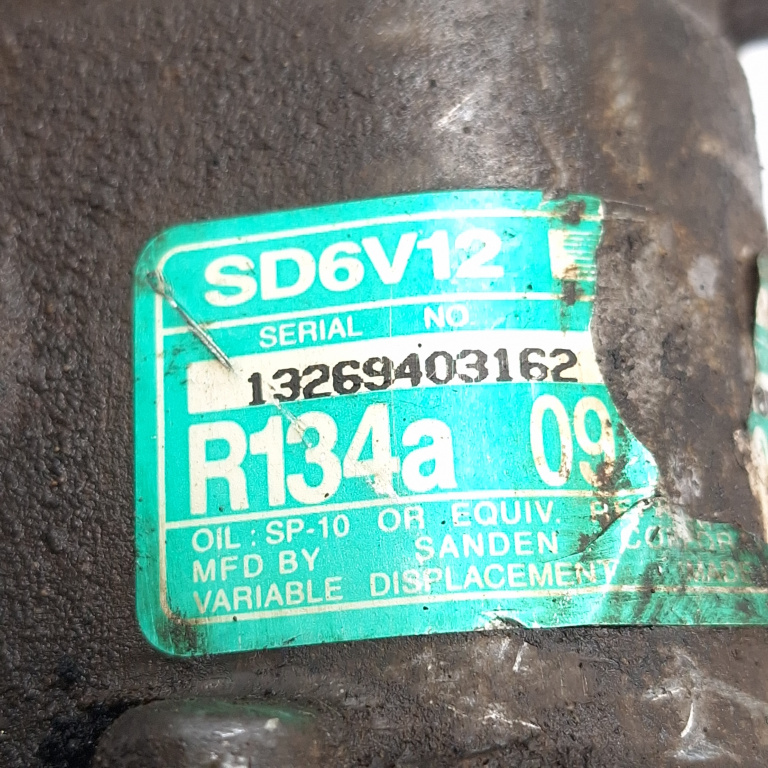 SD6V12
SERIAL NO
13269403162
R134a 09
OIL : SP-10 OR EQUIV.
MFD BY SANDEN
VARIABLE DISPLACEMENT